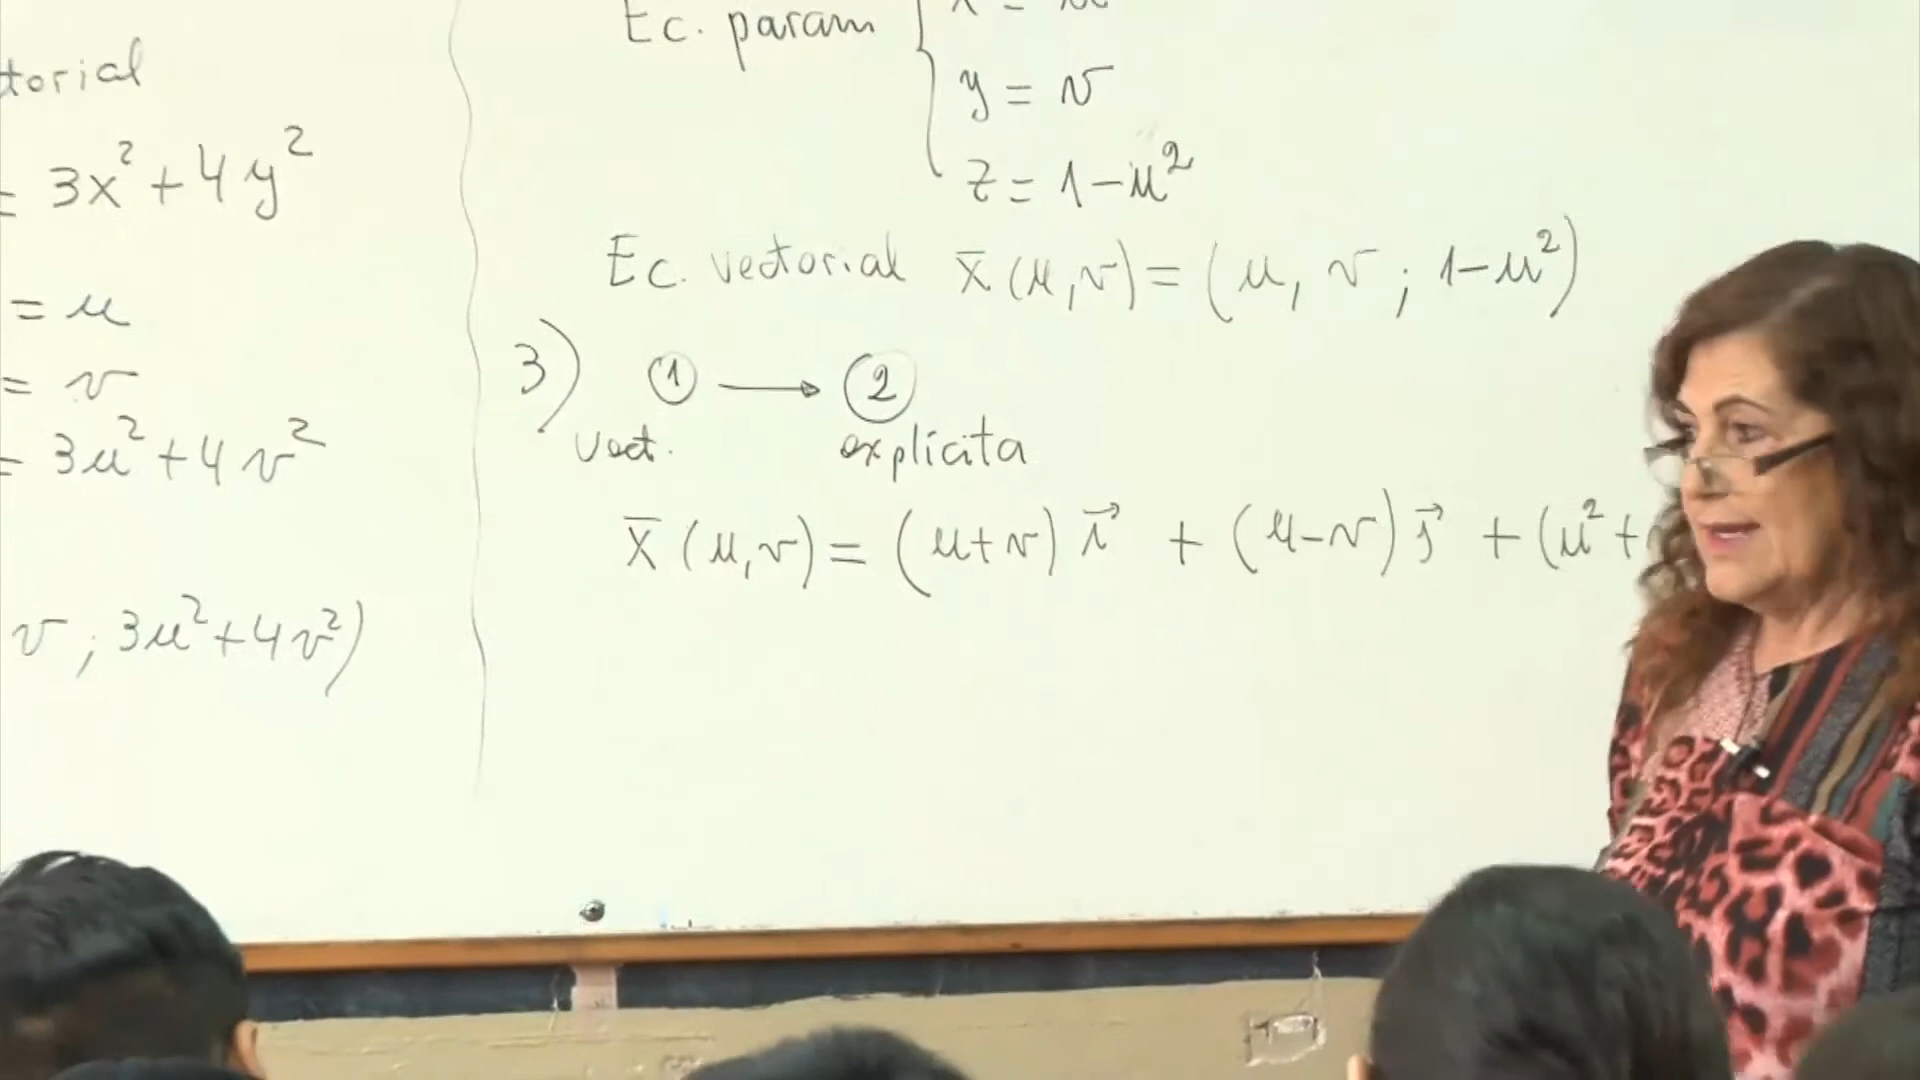 torial
= 3x² + 4y²
= u
= v
= 3u² + 4v²
v ; 3u² + 4v²)
Ec. param
y = v
z = 1 - u²
Ec. vectorial x̄ (u, v) = (u, v ; 1 - u²)
3) ① → ②
vect. explícita
x̄ (u, v) = (u + v) i⃗ + (u - v) j⃗ + (u² +